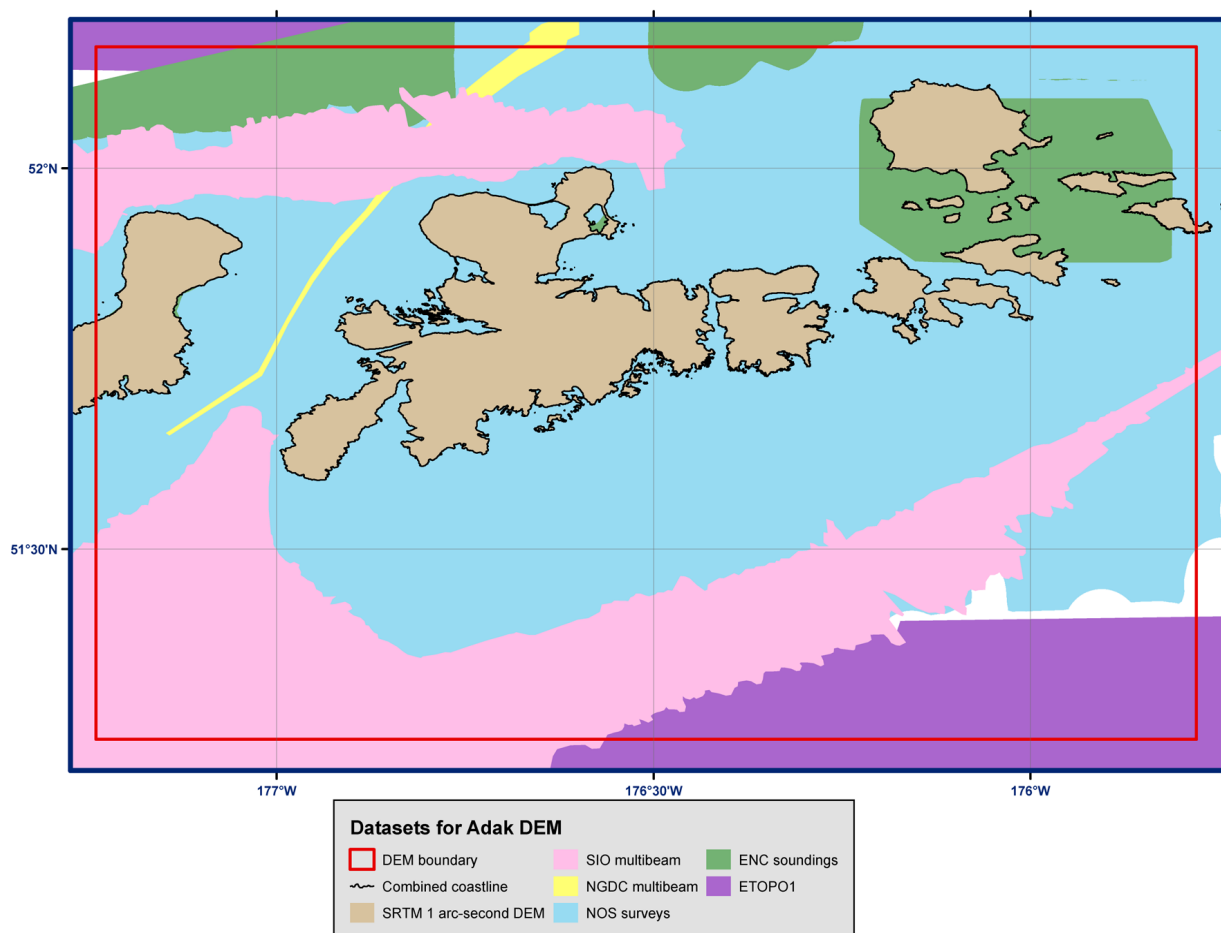 52°N
51°30'N
177°W
176°30'W
176°W
Datasets for Adak DEM
DEM boundary
SIO multibeam
ENC soundings
Combined coastline
NGDC multibeam
ETOPO1
SRTM 1 arc-second DEM
NOS surveys